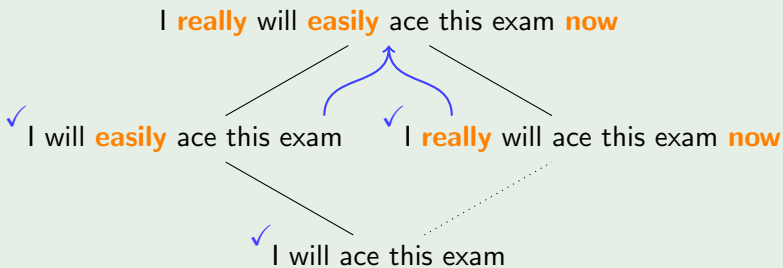 I really will easily ace this exam now
✓I will easily ace this exam
✓I really will ace this exam now
✓I will ace this exam